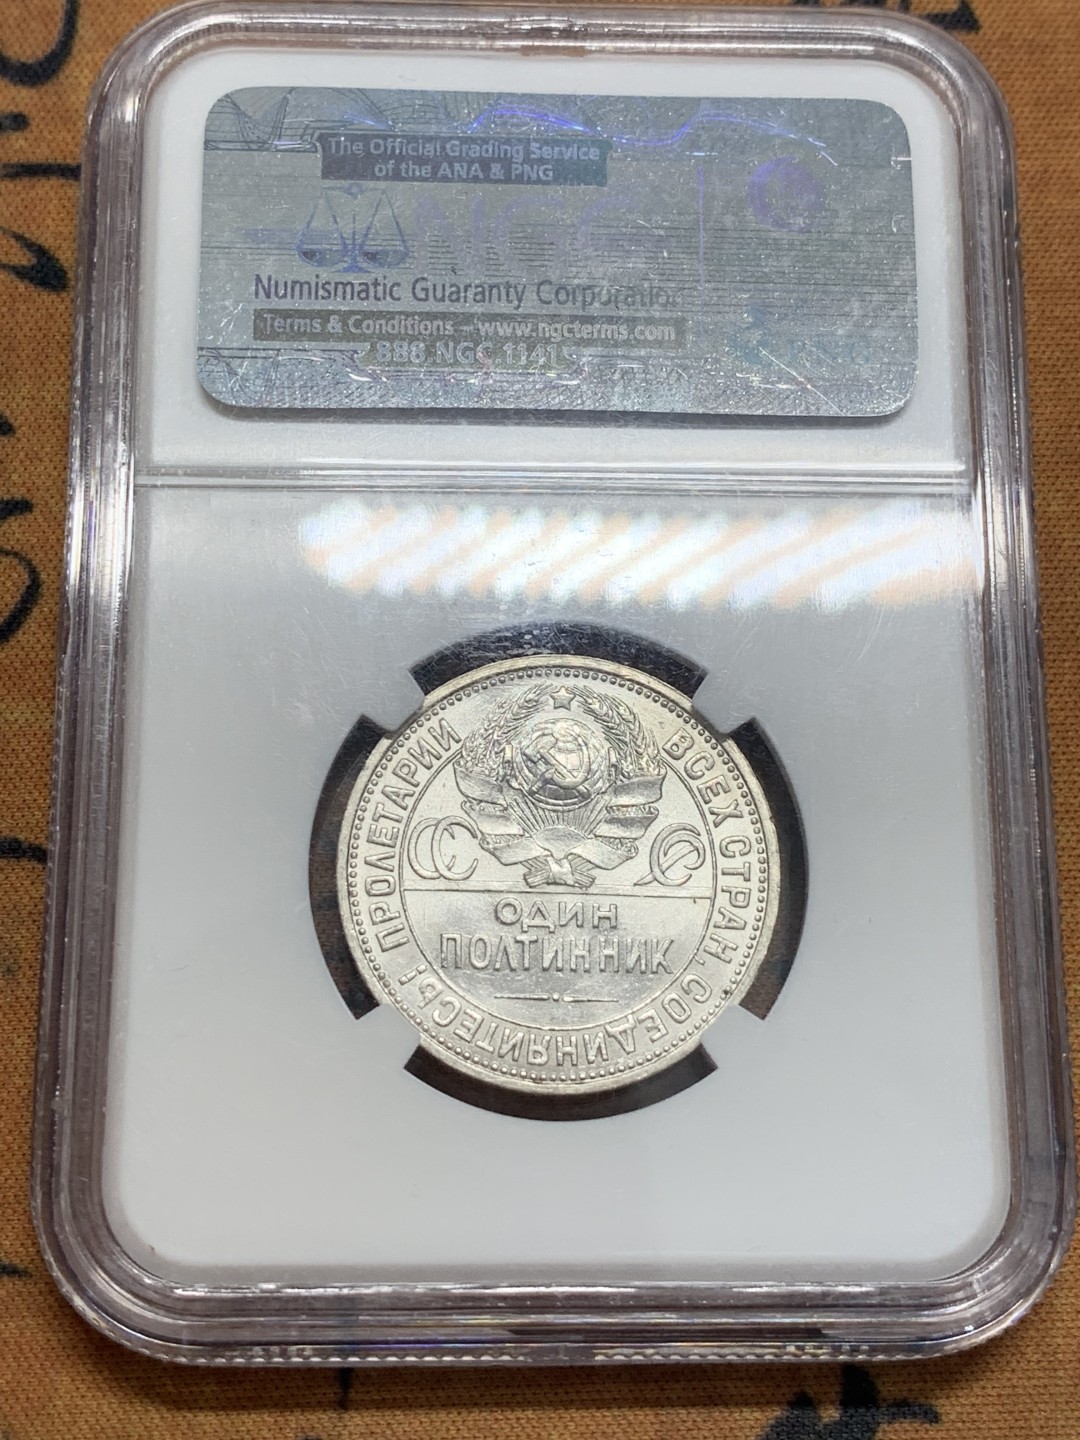 The Official Grading Service
of the ANA & PNG
NGC
Numismatic Guaranty Corporation
Terms & Conditions – www.ngcterms.com
888.NGC.1141
ПРОЛЕТАРИИ ВСЕХ СТРАН, СОЕДИНЯЙТЕСЬ!
СССР
ОДИН
ПОЛТИННИК